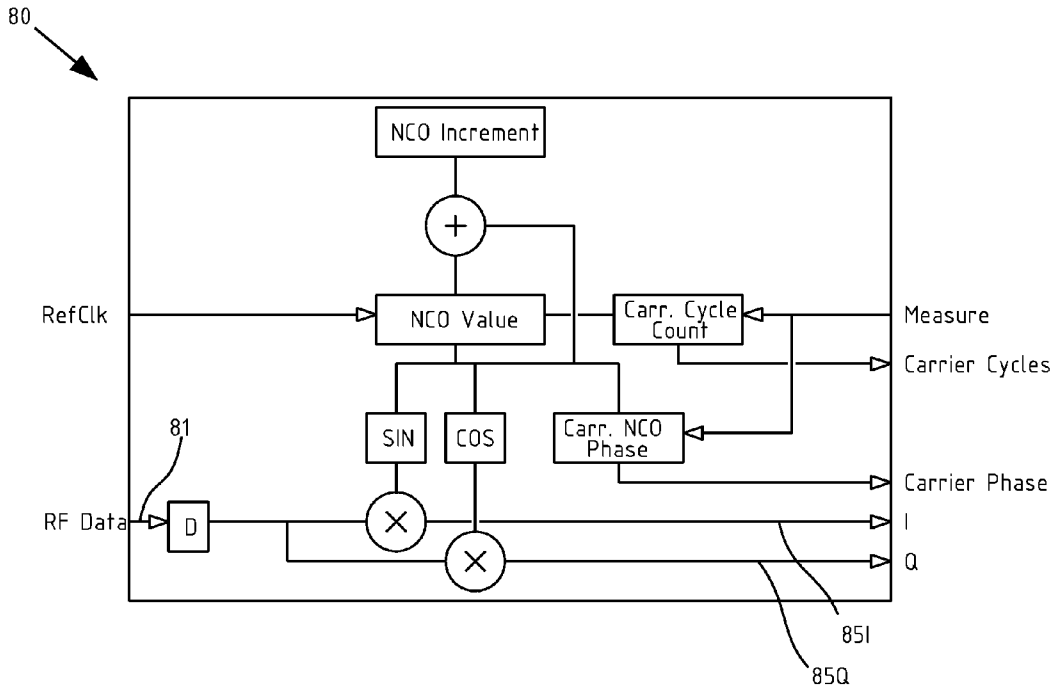 80
NCO Increment
+
RefClk
NCO Value
Carr. Cycle
Count
Measure
Carrier Cycles
81
SIN
COS
Carr. NCO
Phase
Carrier Phase
RF Data
D
×
I
×
Q
85I
85Q